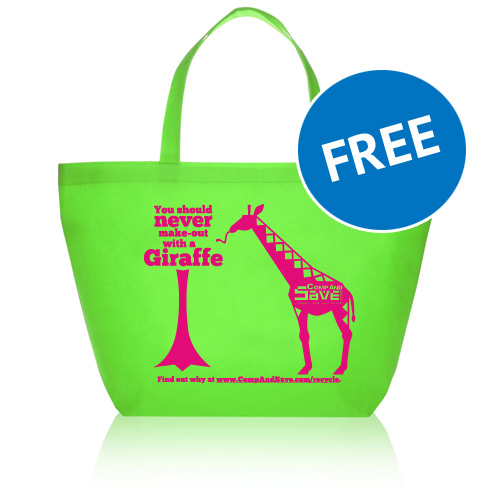 FREE
You should
never
make-out
with a
Giraffe
COMP AND
SAVE
Find out why at www.CompAndSave.com/recycle.